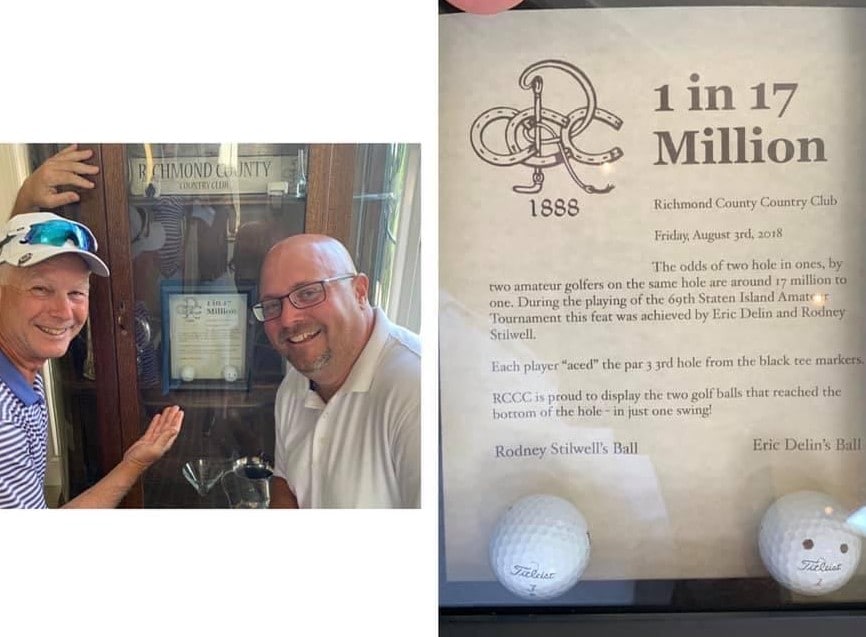 RICHMOND COUNTY
COUNTRY CLUB
1 in 17
Million
1 in 17
Million
1888
Richmond County Country Club
Friday, August 3rd, 2018
The odds of two hole in ones, by
two amateur golfers on the same hole are around 17 million to
one. During the playing of the 69th Staten Island Amateur
Tournament this feat was achieved by Eric Delin and Rodney
Stilwell.
Each player "aced" the par 3 3rd hole from the black tee markers.
RCCC is proud to display the two golf balls that reached the
bottom of the hole - in just one swing!
Rodney Stilwell's Ball
Eric Delin's Ball
Titleist
Titleist